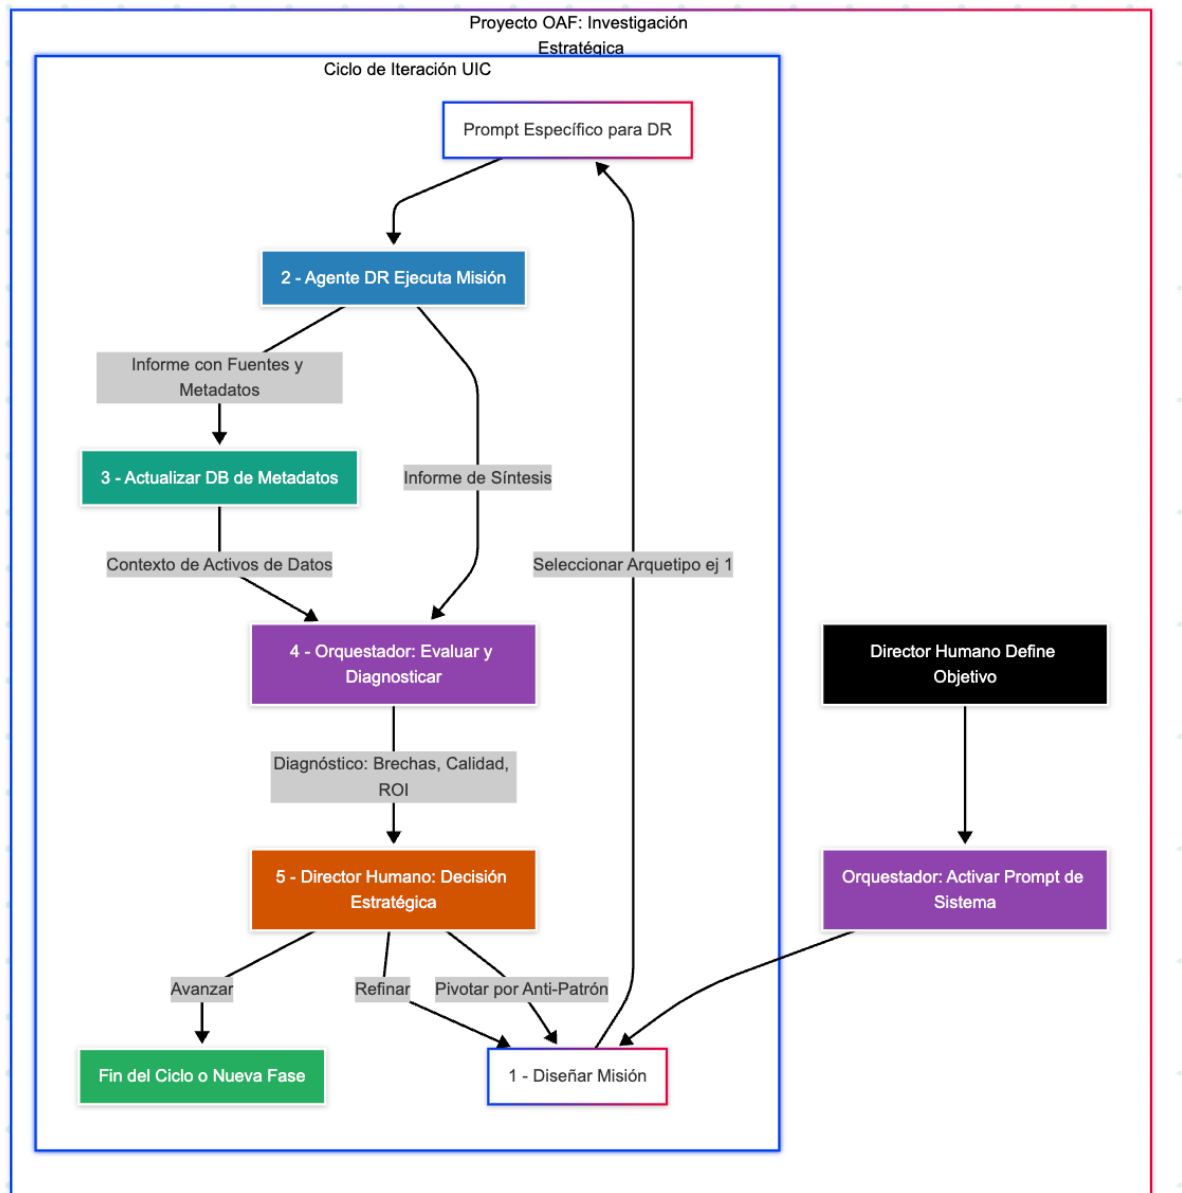 Proyecto OAF: Investigación
Estratégica
Ciclo de Iteración UIC
Prompt Específico para DR
2 - Agente DR Ejecuta Misión
Informe con Fuentes y
Metadatos
3 - Actualizar DB de Metadatos
Informe de Síntesis
Contexto de Activos de Datos
Seleccionar Arquetipo ej 1
4 - Orquestador: Evaluar y
Diagnosticar
Director Humano Define
Objetivo
Diagnóstico: Brechas, Calidad,
ROI
5 - Director Humano: Decisión
Estratégica
Orquestador: Activar Prompt de
Sistema
Avanzar
Refinar
Pivotar por Anti-Patrón
Fin del Ciclo o Nueva Fase
1 - Diseñar Misión